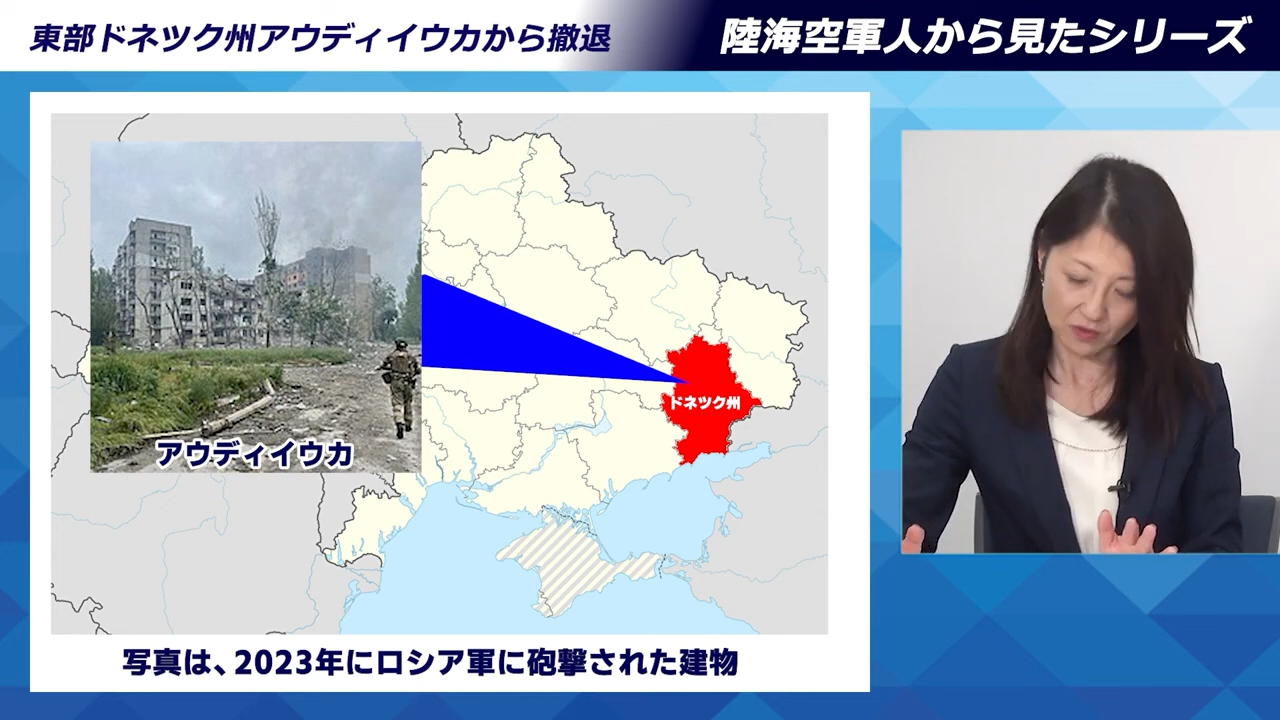 東部ドネツク州アウディイウカから撤退
陸海空軍人から見たシリーズ
ドネツク州
アウディイウカ
写真は、2023年にロシア軍に砲撃された建物